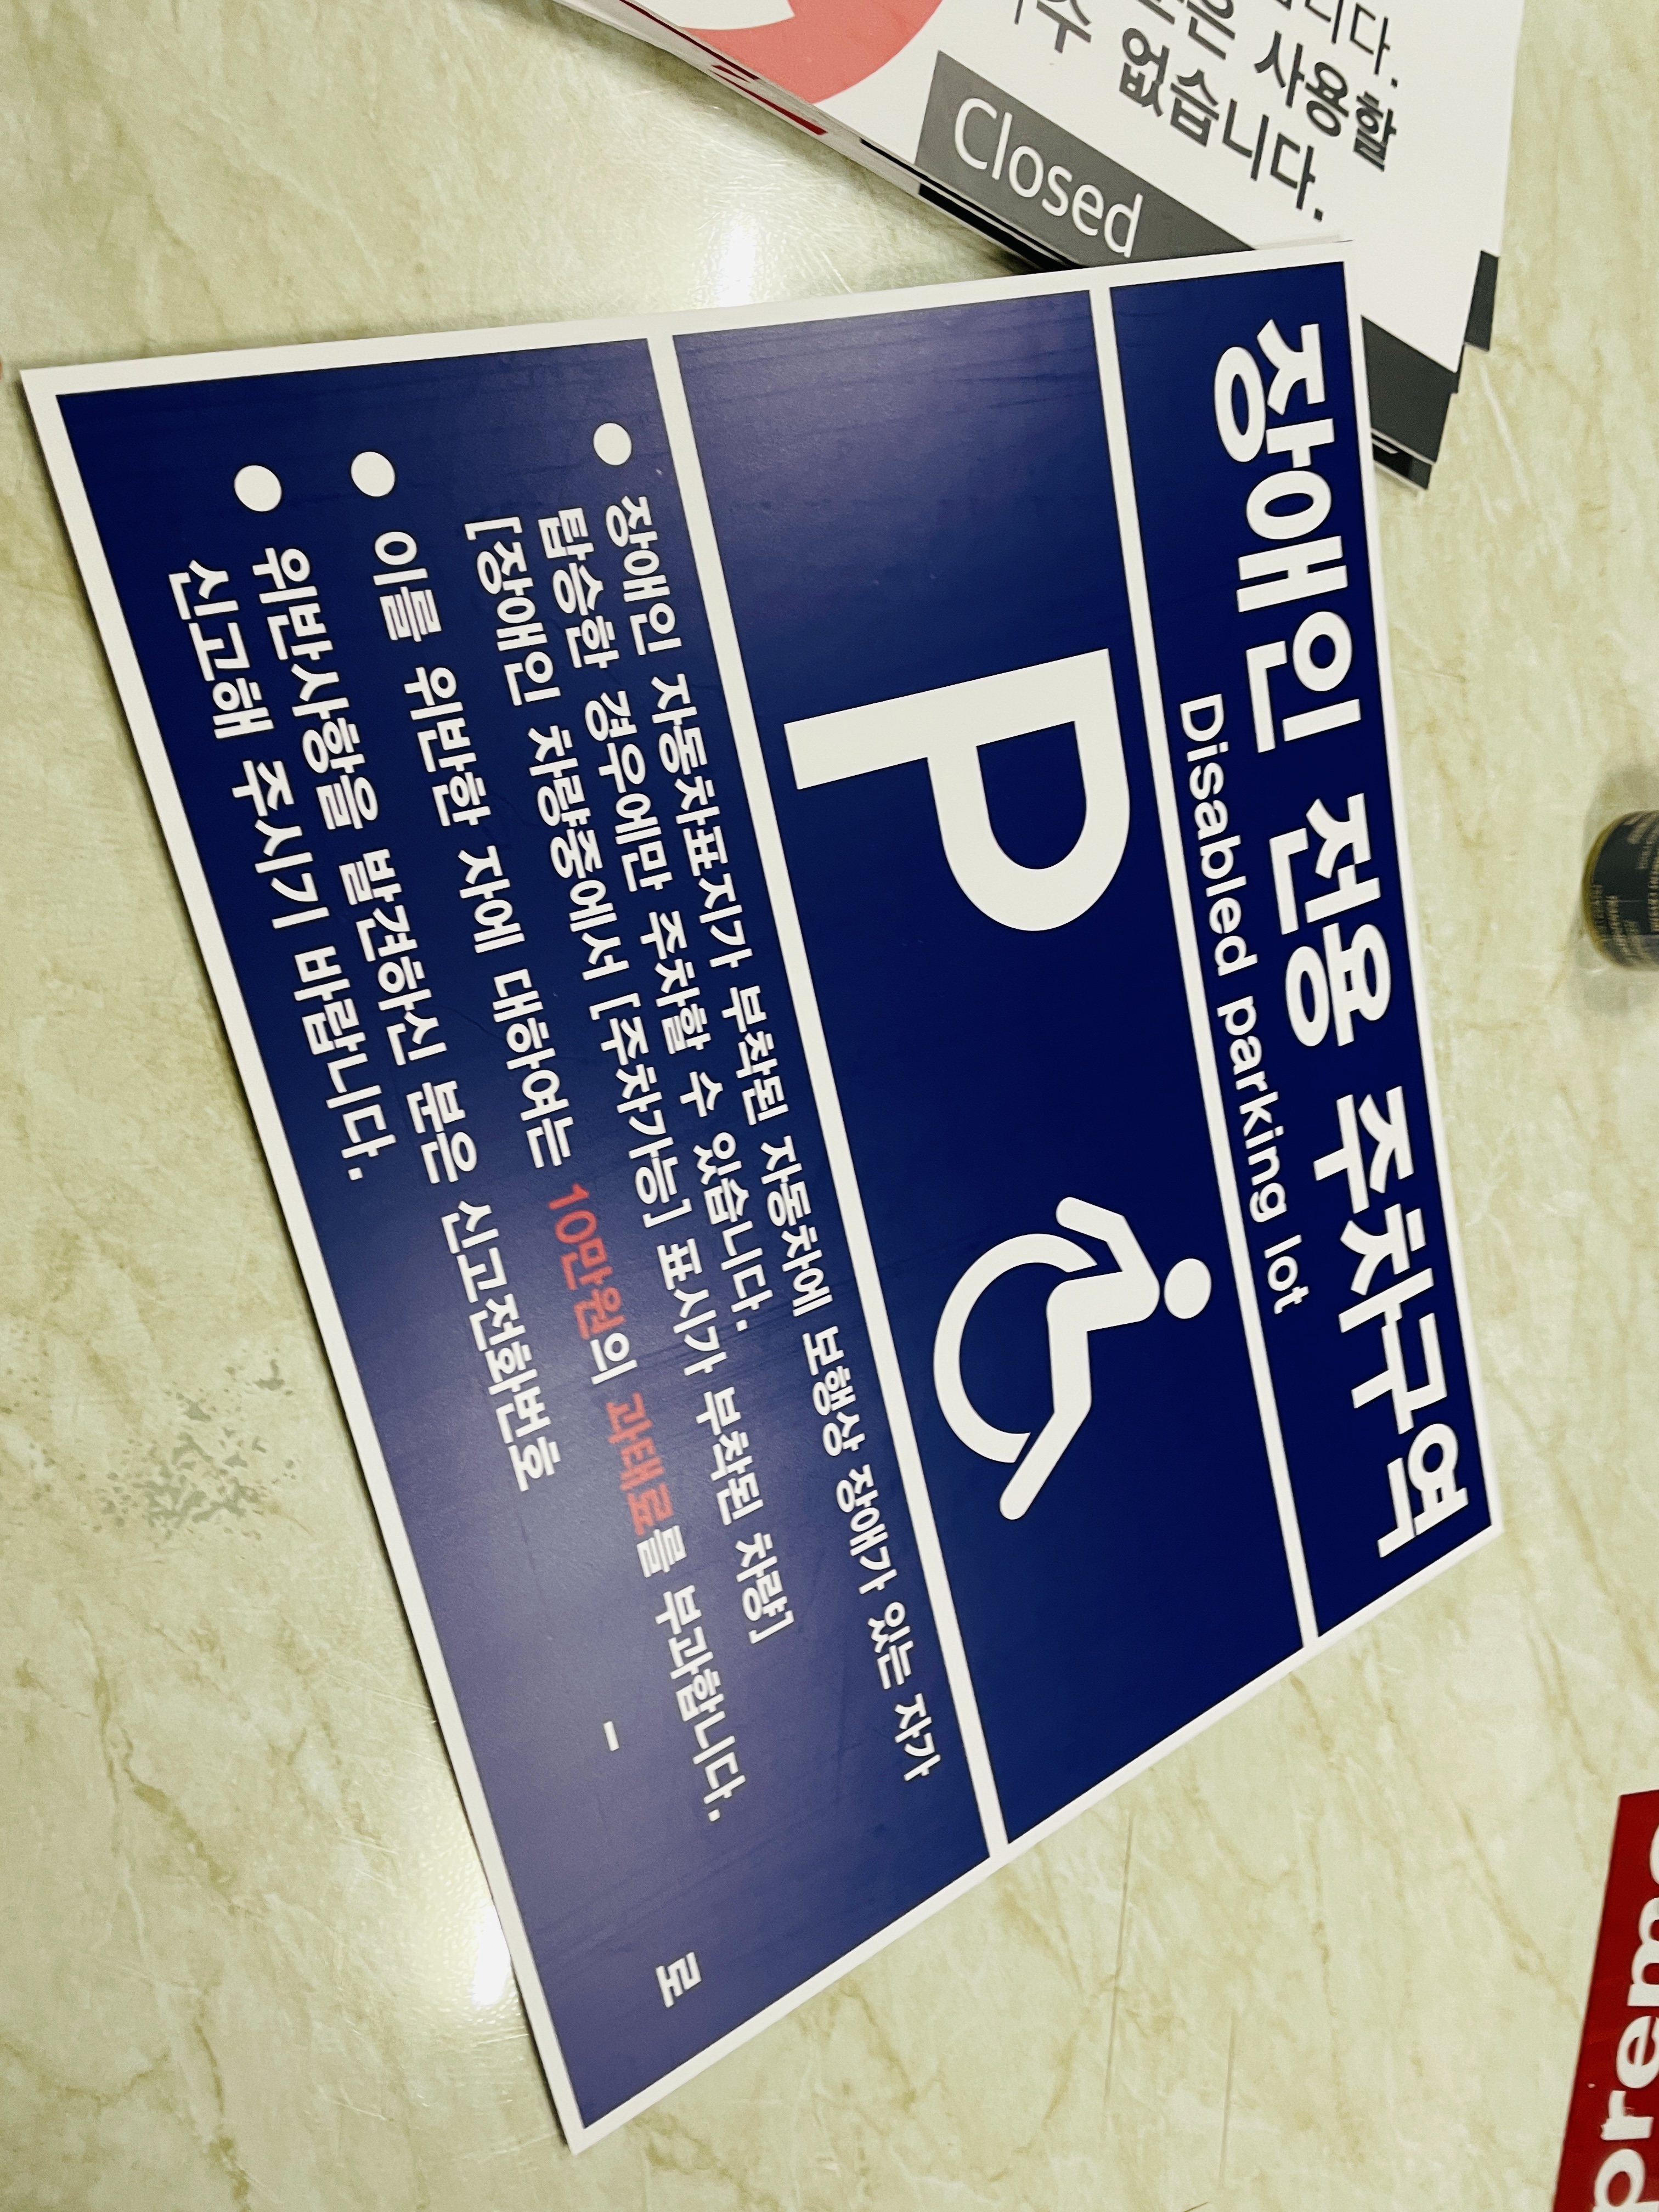 장애인 전용 주차구역
Disabled parking lot
P
● 장애인 자동차표지가 부착된 자동차에 보행상 장애가 있는 자가
탑승한 경우에만 주차할 수 있습니다.
[장애인 차량중에서 [주차가능] 표시가 부착된 차량]
● 이를 위반한 자에 대하여는 10만원의 과태료를 부과합니다.
● 위반사항을 발견하신 분은 신고전화번호 - 로
신고해 주시기 바랍니다.
사용할
수 없습니다.
Closed